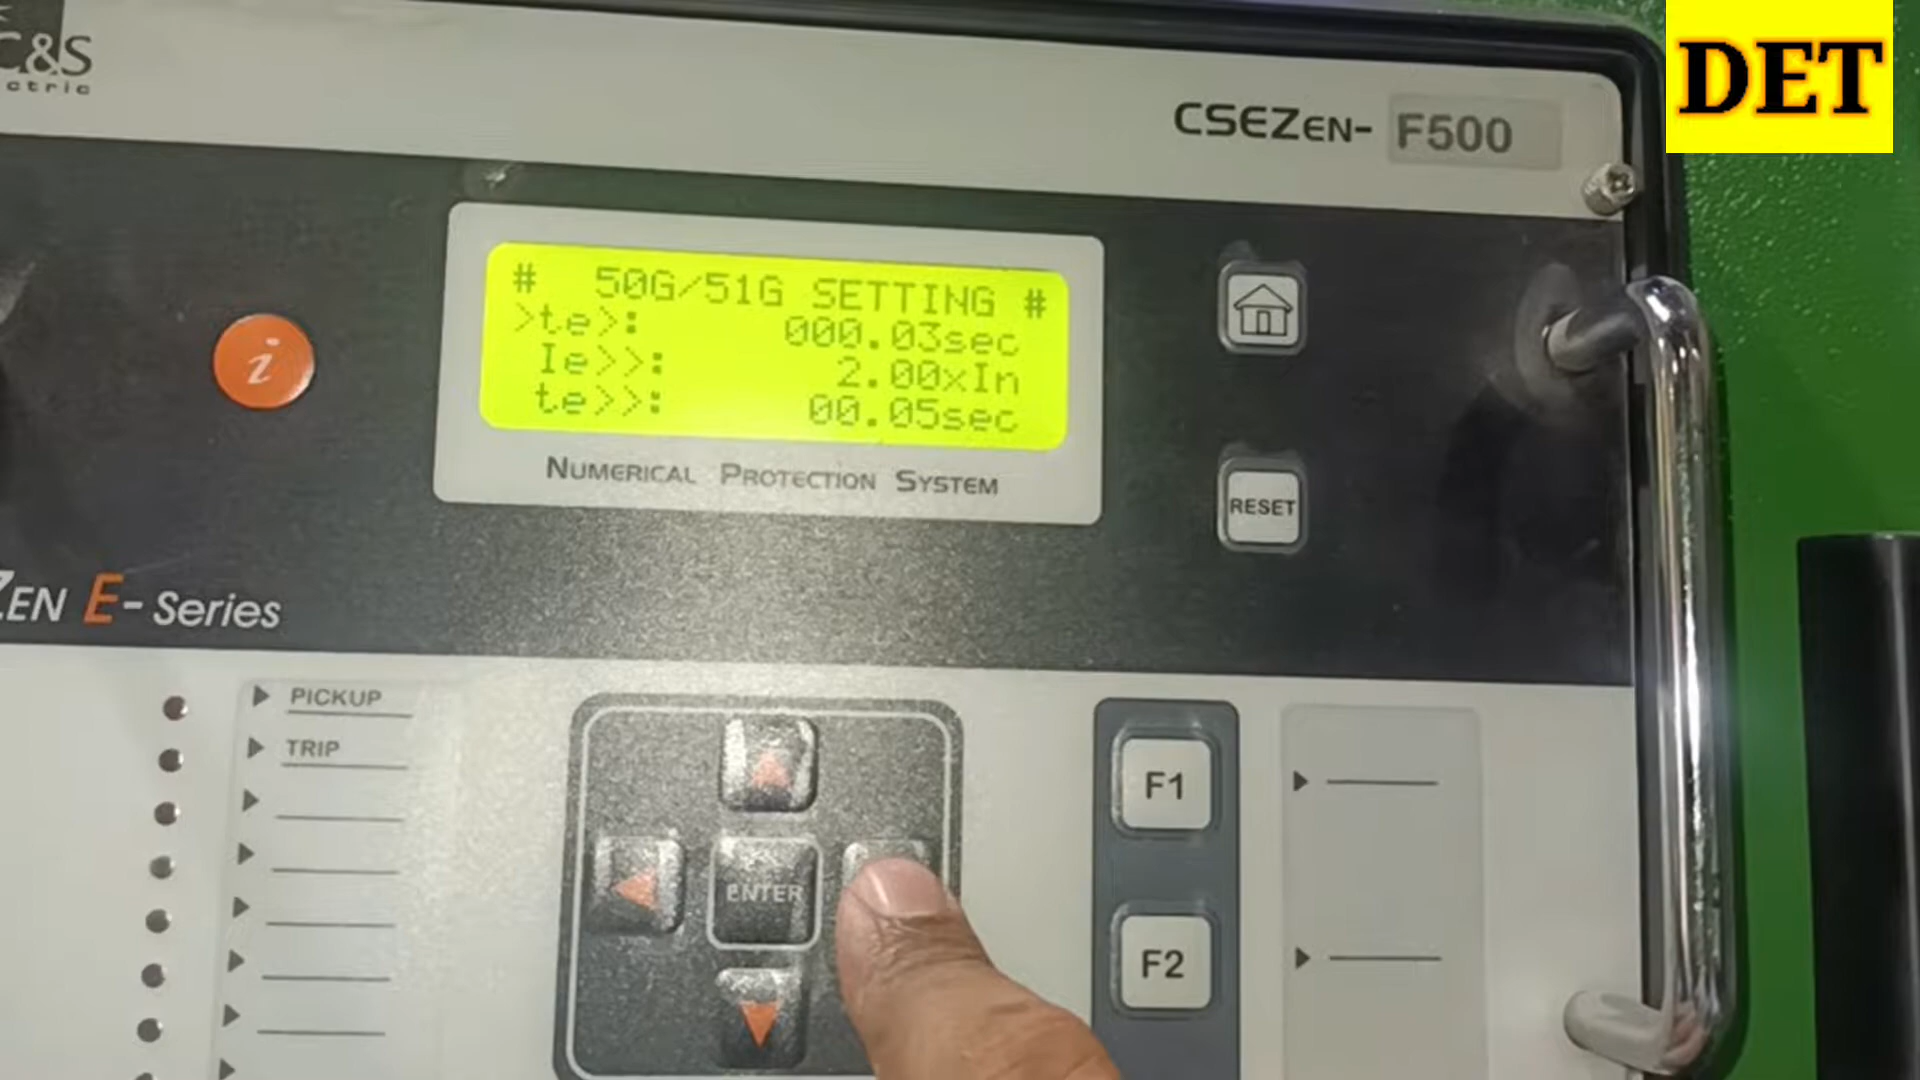 C&S
ctric
CSEZEN- F500
DET
# 50G/51G SETTING #
>te>: 000.03sec
Ie>>: 2.00xIn
te>>: 00.05sec
NUMERICAL PROTECTION SYSTEM
i
RESET
ZEN E-Series
PICKUP
TRIP
ENTER
F1
F2